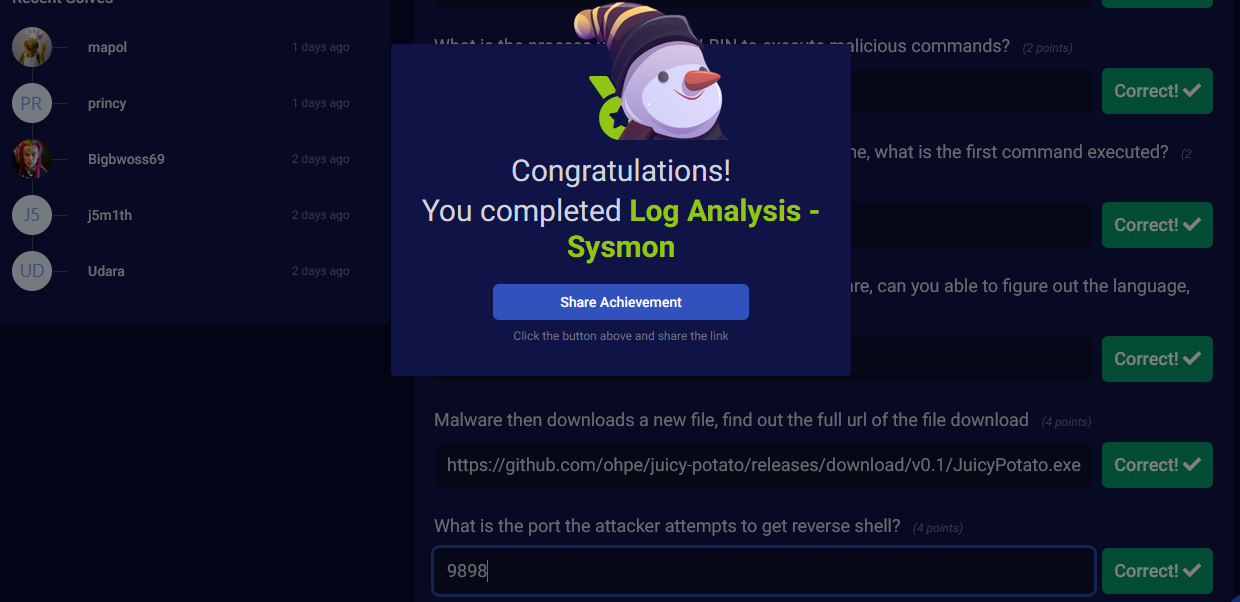 Recent Solves
mapol
1 days ago
PR
princy
1 days ago
Bigbwoss69
2 days ago
J5
j5m1th
2 days ago
UD
Udara
2 days ago
What is the process
BIN to execute malicious commands? (2 points)
Correct!
ne, what is the first command executed? (2
Correct!
re, can you able to figure out the language,
Correct!
Congratulations!
You completed Log Analysis -
Sysmon
Share Achievement
Click the button above and share the link
Malware then downloads a new file, find out the full url of the file download (4 points)
https://github.com/ohpe/juicy-potato/releases/download/v0.1/JuicyPotato.exe
Correct!
What is the port the attacker attempts to get reverse shell? (4 points)
9898
Correct!